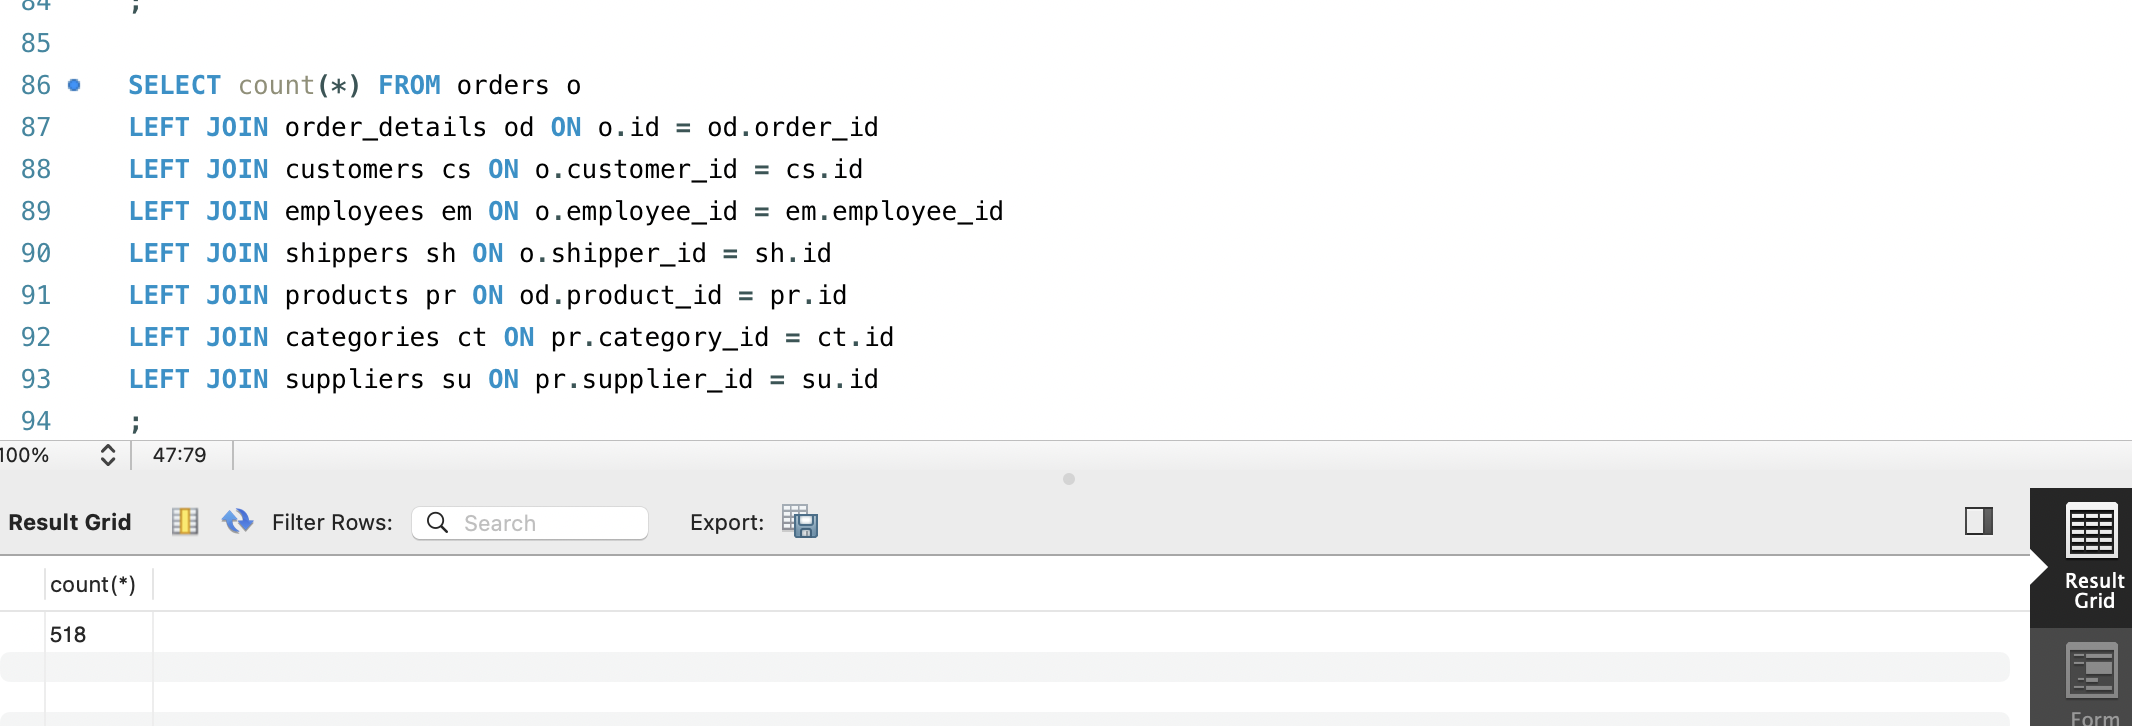 84 ;
85
86 SELECT count(*) FROM orders o
87 LEFT JOIN order_details od ON o.id = od.order_id
88 LEFT JOIN customers cs ON o.customer_id = cs.id
89 LEFT JOIN employees em ON o.employee_id = em.employee_id
90 LEFT JOIN shippers sh ON o.shipper_id = sh.id
91 LEFT JOIN products pr ON od.product_id = pr.id
92 LEFT JOIN categories ct ON pr.category_id = ct.id
93 LEFT JOIN suppliers su ON pr.supplier_id = su.id
94 ;
100% 47:79
Result Grid Filter Rows: Search Export:
count(*)
518
Result
Grid
Form